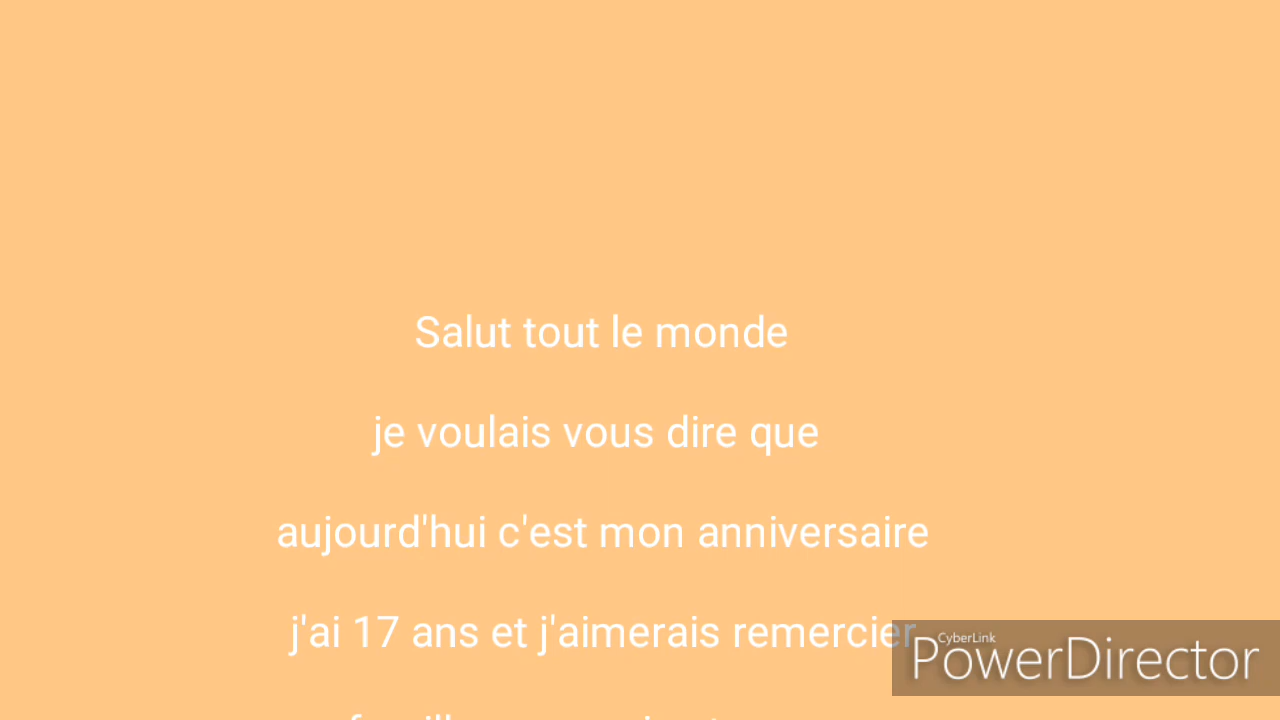 Salut tout le monde
je voulais vous dire que
aujourd'hui c'est mon anniversaire
j'ai 17 ans et j'aimerais remercier
CyberLink
PowerDirector